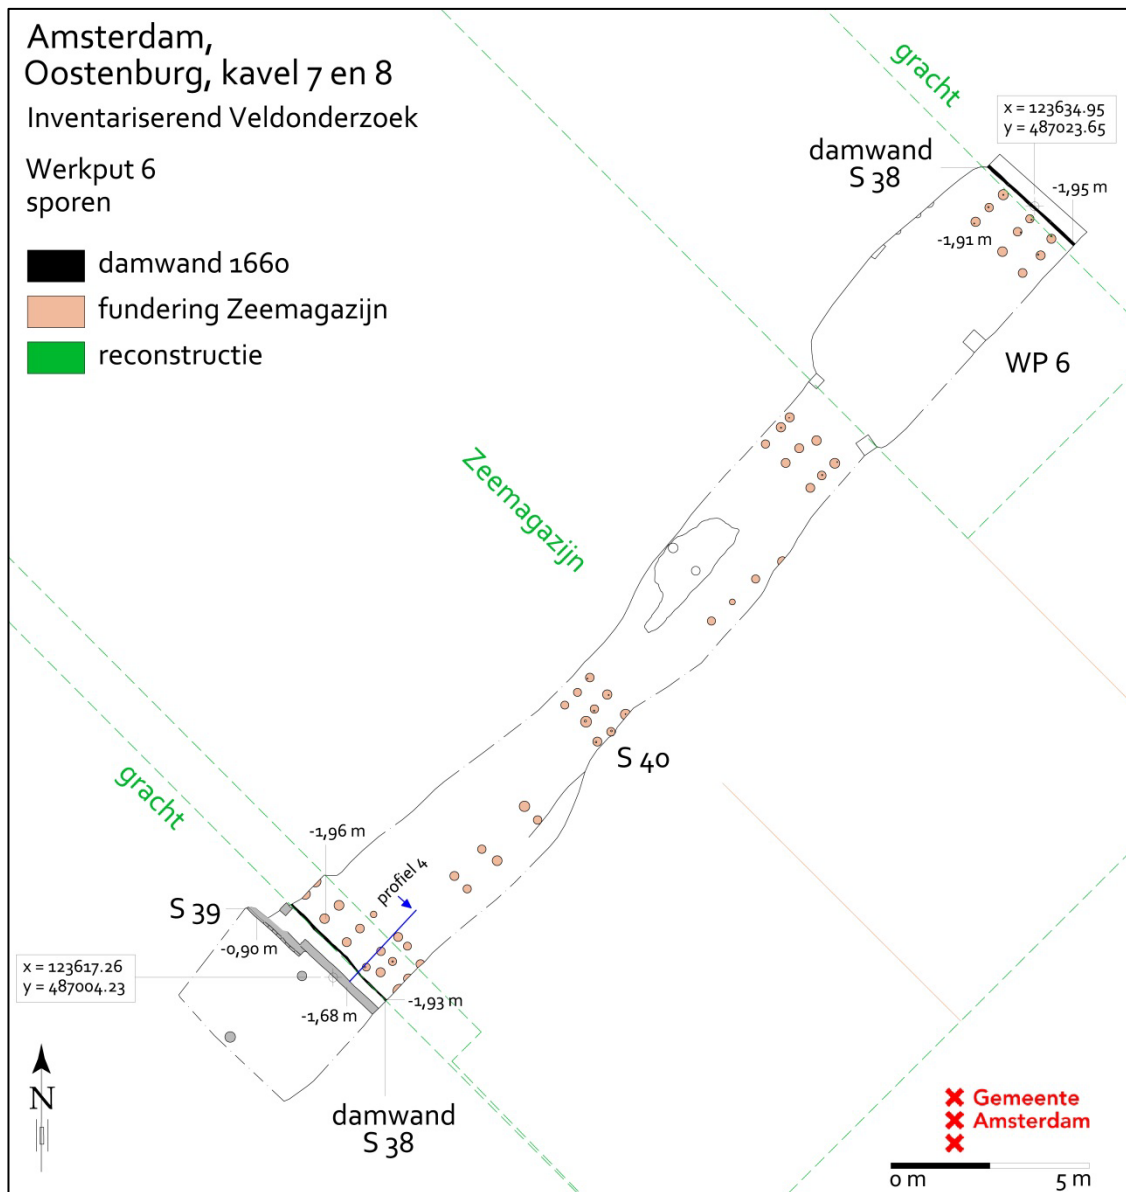 Amsterdam,
Oostenburg, kavel 7 en 8
Inventariserend Veldonderzoek
Werkput 6
sporen
damwand 1660
fundering Zeemagazijn
reconstructie
gracht
x = 123634.95
y = 487023.65
damwand
S 38
-1,95 m
-1,91 m
WP 6
Zeemagazijn
S 40
gracht
-1,96 m
profiel 4
S 39
-0,90 m
x = 123617.26
y = 487004.23
-1,68 m
-1,93 m
N
damwand
S 38
Gemeente
Amsterdam
0 m
5 m